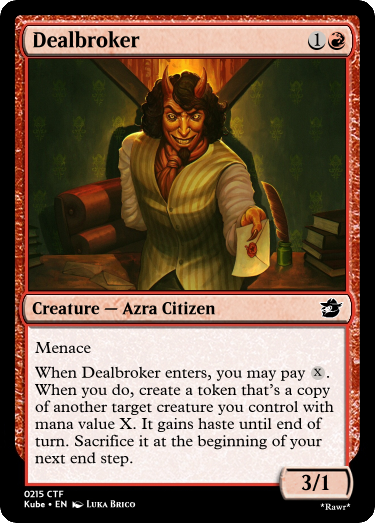 Dealbroker 1
Creature — Azra Citizen
Menace
When Dealbroker enters, you may pay X.
When you do, create a token that's a copy
of another target creature you control with
mana value X. It gains haste until end of
turn. Sacrifice it at the beginning of your
next end step.
3/1
0215 CTF
Kube • EN Luka Brico
*Rawr*